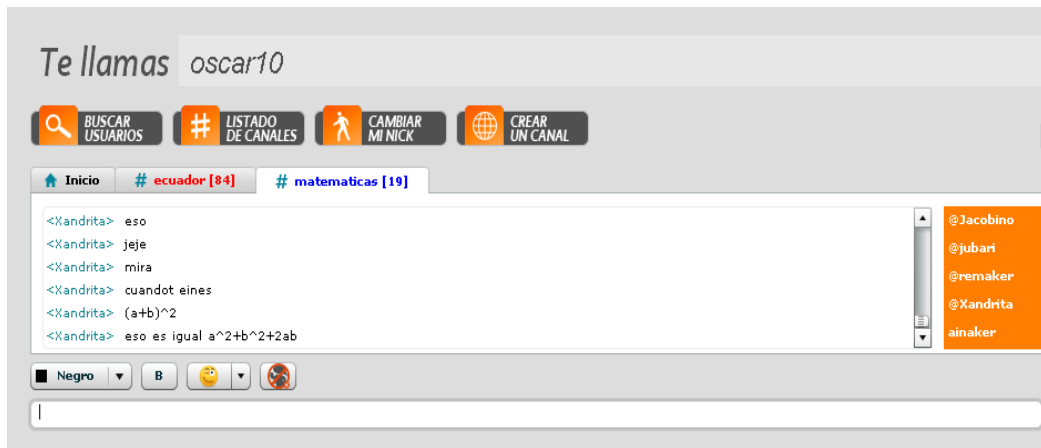 Te llamas oscar10
BUSCAR
USUARIOS
LISTADO
DE CANALES
CAMBIAR
MI NICK
CREAR
UN CANAL
Inicio
# ecuador [84]
# matematicas [19]
<Xandrita> eso
<Xandrita> jeje
<Xandrita> mira
<Xandrita> cuandot eines
<Xandrita> (a+b)^2
<Xandrita> eso es igual a^2+b^2+2ab
@Jacobino
@jubari
@remaker
@Xandrita
ainaker
Negro
B